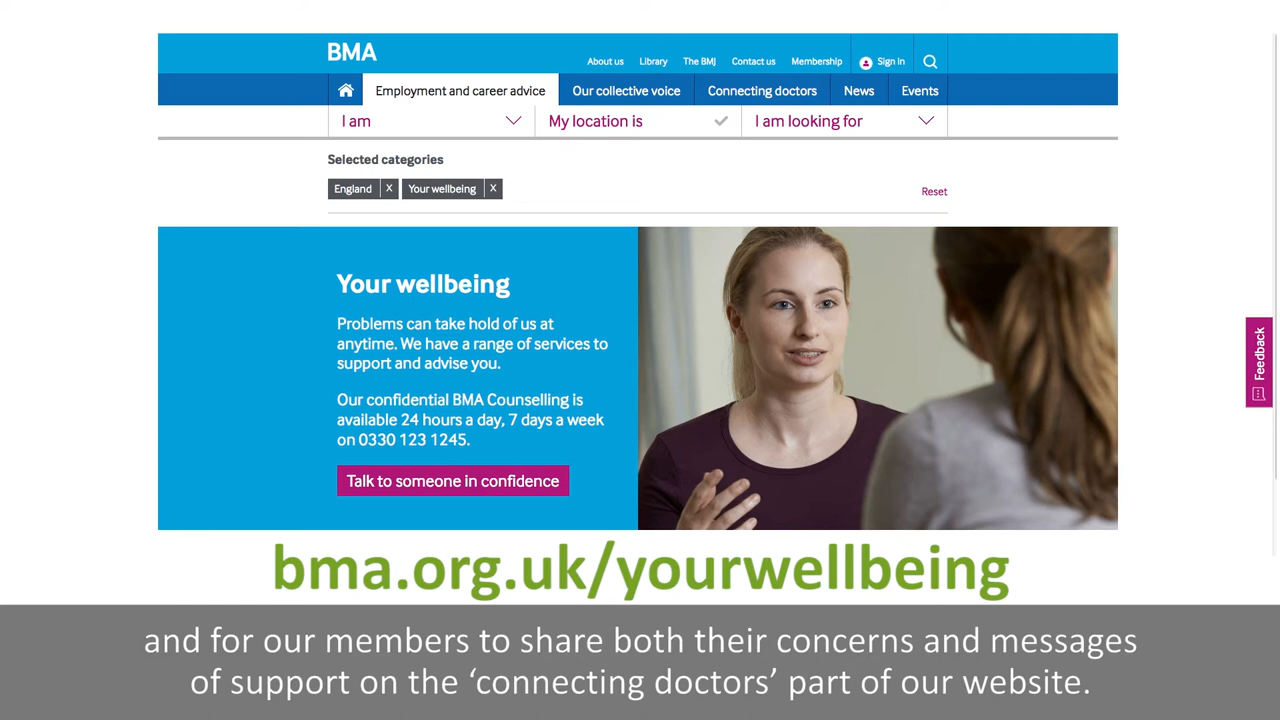 BMA
About us Library The BMJ Contact us Membership Sign in
Employment and career advice Our collective voice Connecting doctors News Events
I am My location is I am looking for
Selected categories
England X Your wellbeing X
Reset
Your wellbeing
Problems can take hold of us at
anytime. We have a range of services to
support and advise you.
Our confidential BMA Counselling is
available 24 hours a day, 7 days a week
on 0330 123 1245.
Talk to someone in confidence
Feedback
bma.org.uk/yourwellbeing
and for our members to share both their concerns and messages
of support on the ‘connecting doctors’ part of our website.